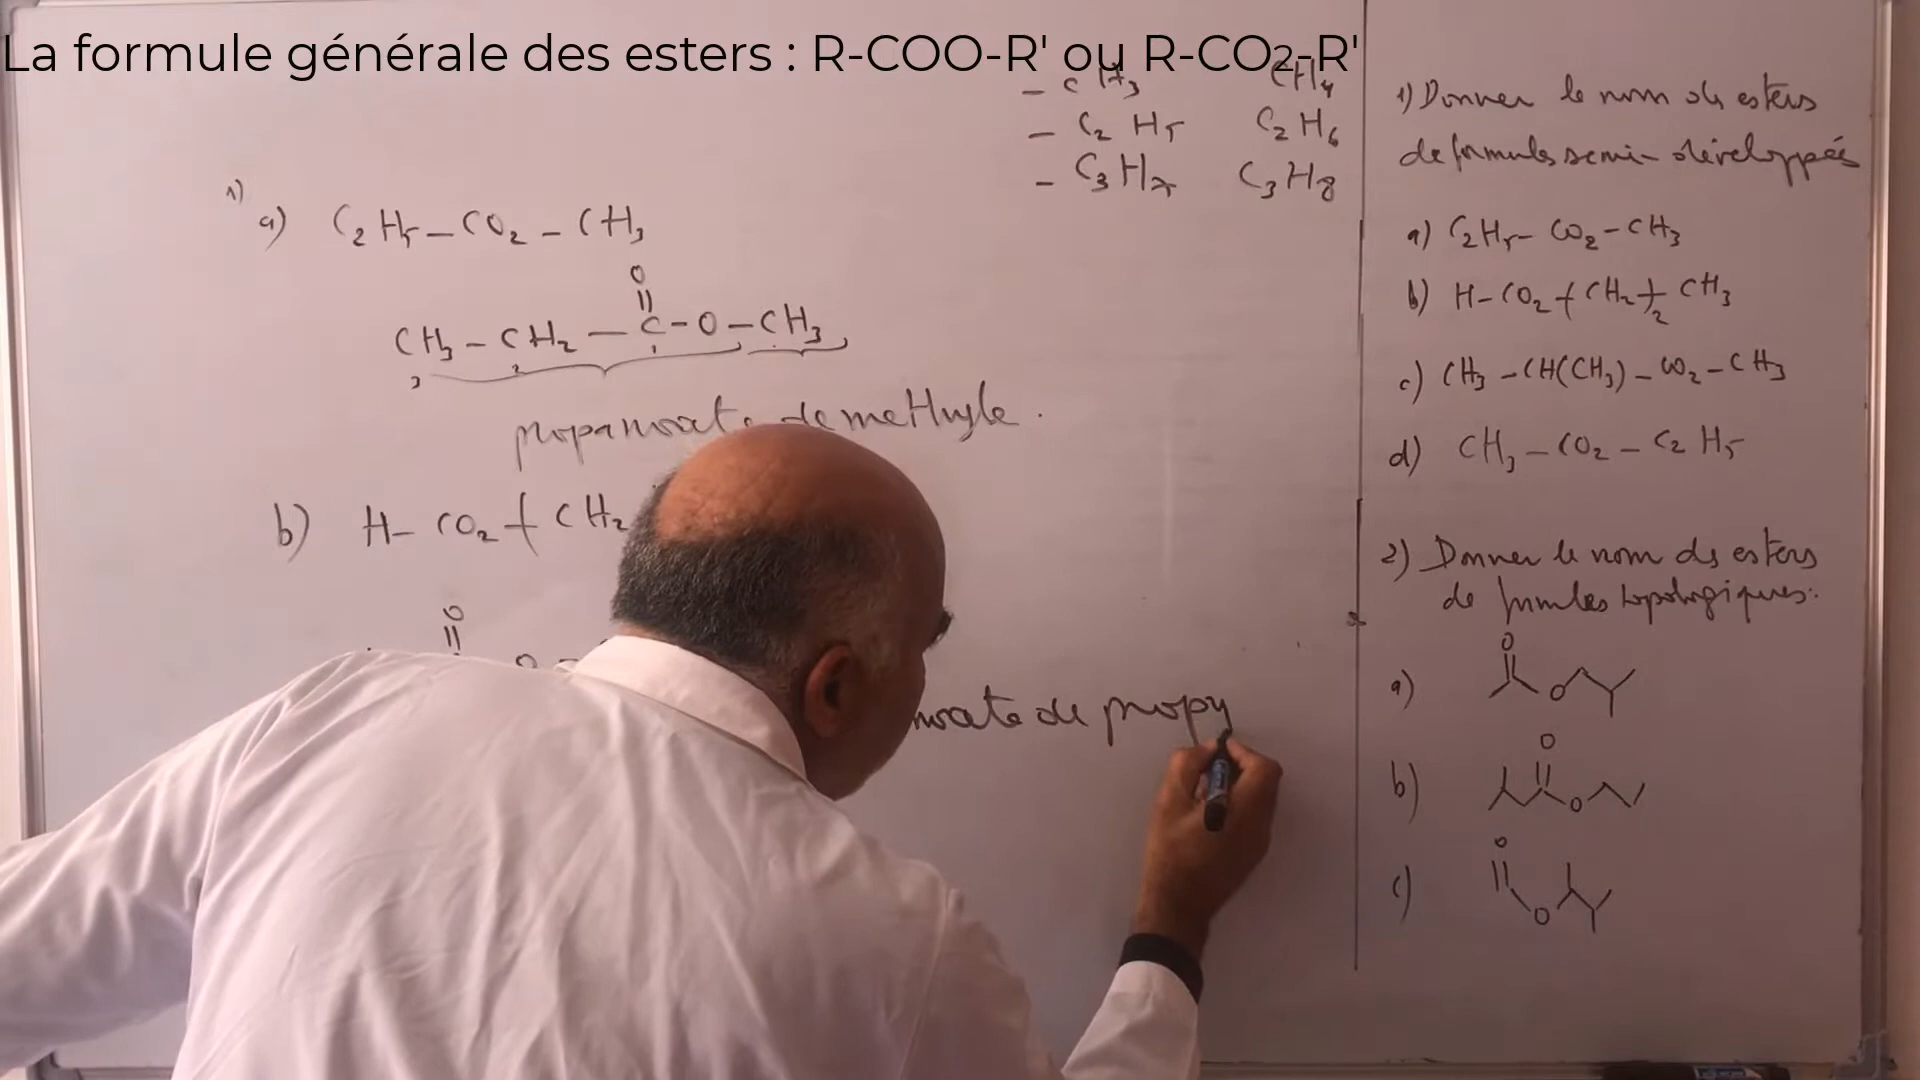 La formule générale des esters : R-COO-R' ou R-CO2-R'
- CH3 CH4
- C2H5 C2H6
- C3H7 C3H8
1)
a) C2H5-CO2-CH3
O
||
CH3-CH2-C-O-CH3
3 2 1
propanoate de methyle.
b) H-CO2-(CH2
O
||
O
noate de propy
1) Donner le nom des esters
de formules semi-développées
a) C2H5-CO2-CH3
b) H-CO2-(CH2)2-CH3
c) CH3-CH(CH3)-CO2-CH3
d) CH3-CO2-C2H5
2) Donner le nom des esters
de formules topologiques:
a) O O
b) O O
c) O O